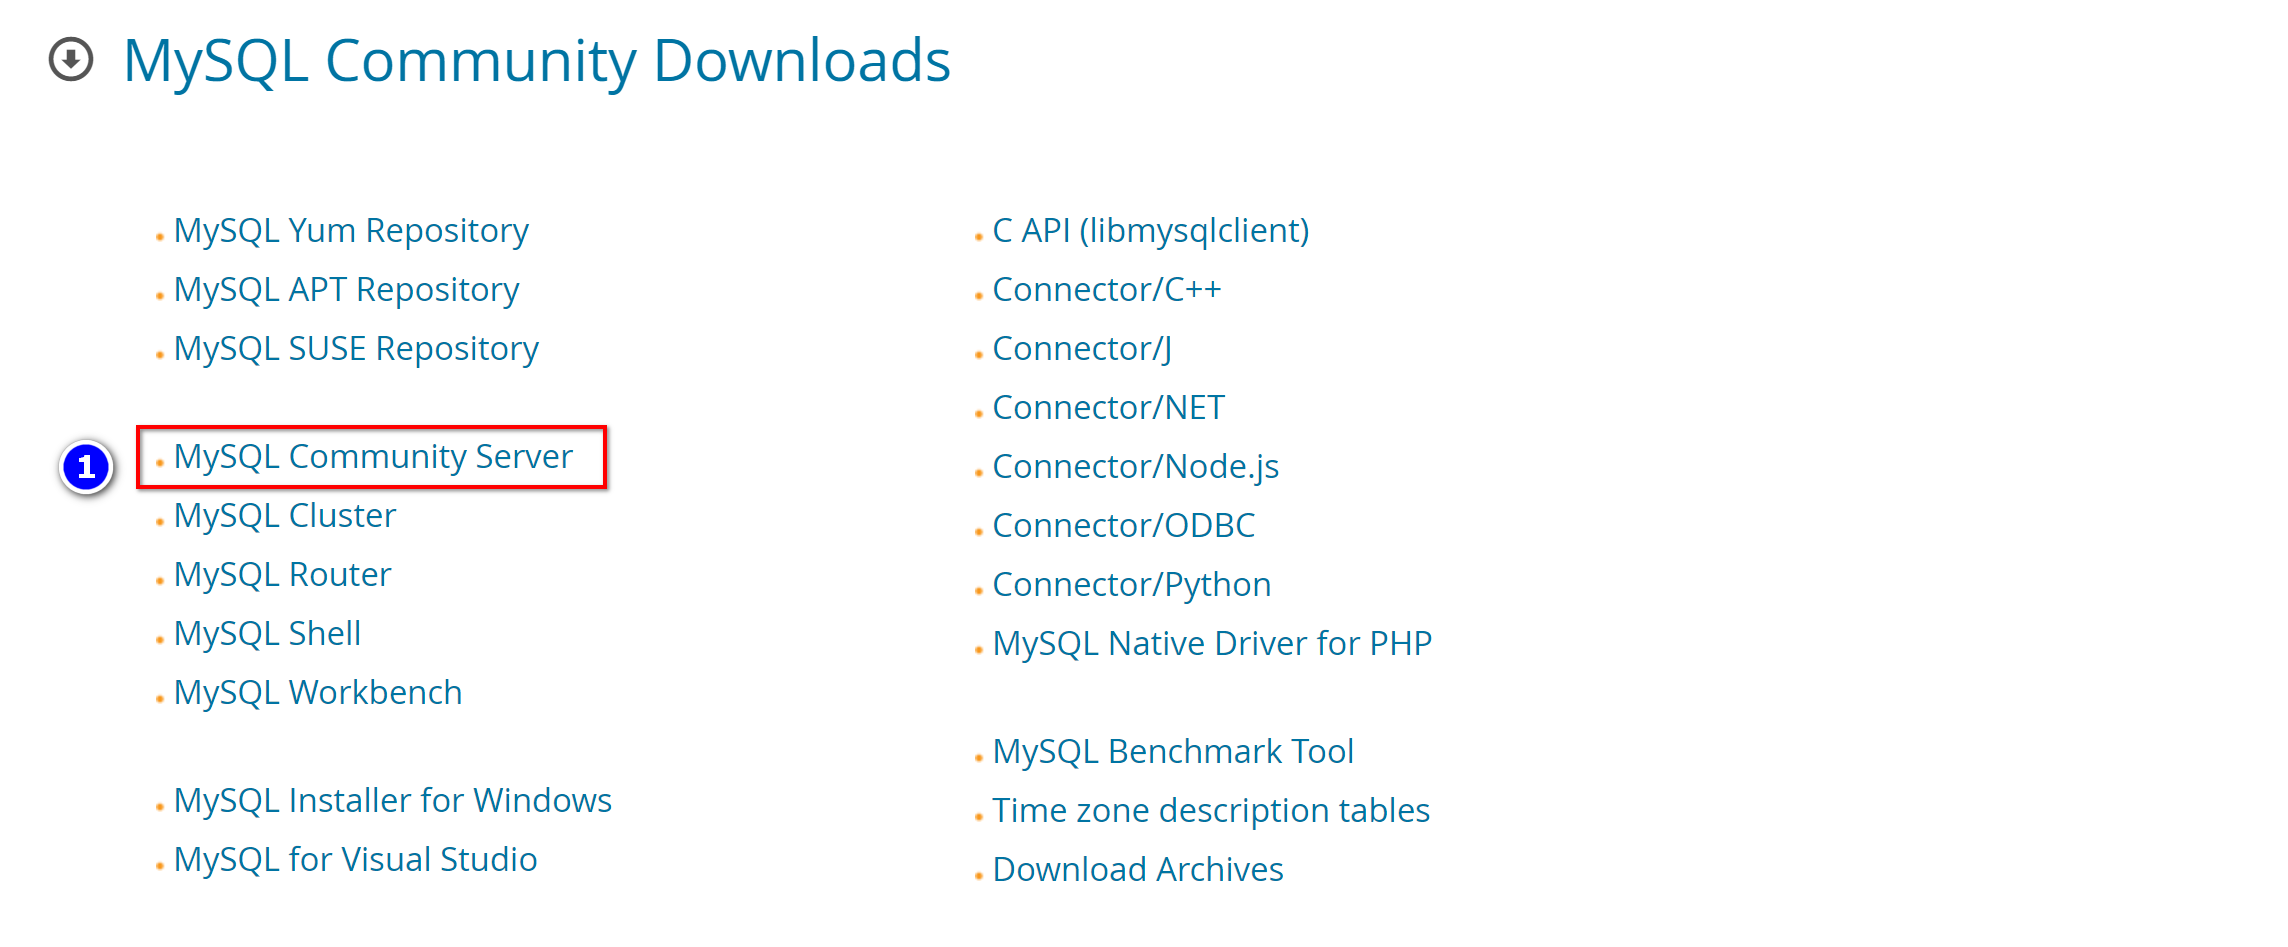 MySQL Community Downloads
MySQL Yum Repository
MySQL APT Repository
MySQL SUSE Repository
1
MySQL Community Server
MySQL Cluster
MySQL Router
MySQL Shell
MySQL Workbench
MySQL Installer for Windows
MySQL for Visual Studio
C API (libmysqlclient)
Connector/C++
Connector/J
Connector/NET
Connector/Node.js
Connector/ODBC
Connector/Python
MySQL Native Driver for PHP
MySQL Benchmark Tool
Time zone description tables
Download Archives